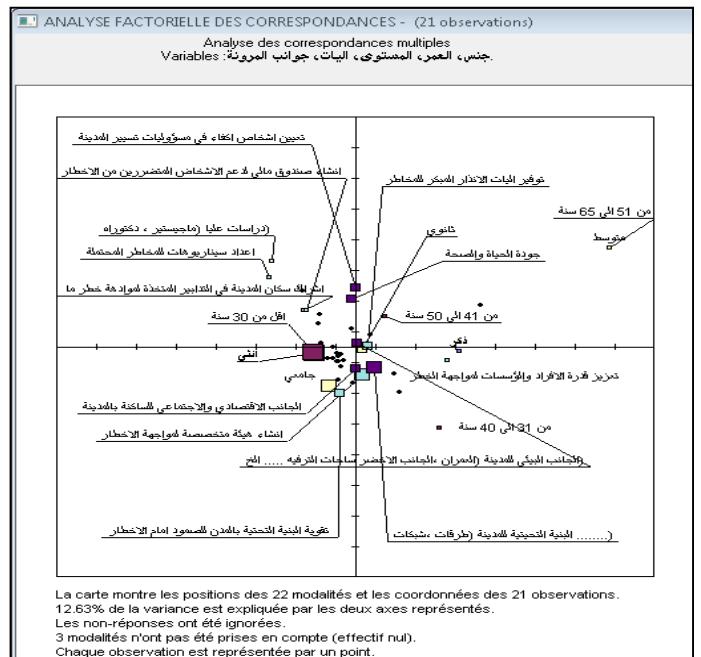 ANALYSE FACTORIELLE DES CORRESPONDANCES - (21 observations)
Analyse des correspondances multiples
Variables : جنس، العمر، المستوى، اليات، جوانب المرونة.
تعيين اشخاص اكفاء في مسؤوليات تسيير المدينة
انشاء صندوق مالي لدعم الاشخاص المتضررين من الاخطار
توفير اليات الانذار المبكر للمخاطر
من 51 الى 65 سنة
متوسط
(دراسات عليا (ماجيستير ، دكتوراه
ثانوي
اعداد سيناريوهات للمخاطر المحتملة
جودة الحياة والصحة
اشراك سكان المدينة في التدابير المتخذة لمواجهة خطر ما
اقل من 30 سنة
من 41 الى 50 سنة
ذكر
أنثى
جامعي
تعزيز قدرة الافراد والمؤسسات لمواجهة الخطر
الجانب الاقتصادي والاجتماعي للساكنة بالمدينة
من 31 الى 40 سنة
انشاء هيئة متخصصة لمواجهة الاخطار
(الجانب البيئي للمدينة (العمران ،الجانب الاخضر ساحات الترفيه ..... الخ
تقوية البنية التحتية بالمدن للصمود امام الاخطار
(........ البنية التحيتية للمدينة (طرقات ،شبكات
La carte montre les positions des 22 modalités et les coordonnées des 21 observations.
12.63% de la variance est expliquée par les deux axes représentés.
Les non-réponses ont été ignorées.
3 modalités n'ont pas été prises en compte (effectif nul).
Chaque observation est représentée par un point.